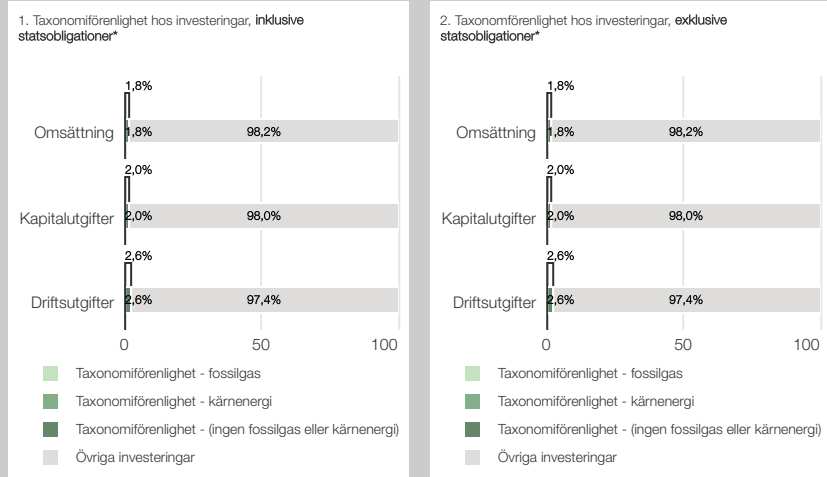 1. Taxonomiförenlighet hos investeringar, inklusive
statsobligationer*
1,8%
Omsättning 1,8% 98,2%
2,0%
Kapitalutgifter 2,0% 98,0%
2,6%
Driftsutgifter 2,6% 97,4%
0 50 100
Taxonomiförenlighet - fossilgas
Taxonomiförenlighet - kärnenergi
Taxonomiförenlighet - (ingen fossilgas eller kärnenergi)
Övriga investeringar
2. Taxonomförenlighet hos investeringar, exklusive
statsobligationer*
1,8%
Omsättning 1,8% 98,2%
2,0%
Kapitalutgifter 2,0% 98,0%
2,6%
Driftsutgifter 2,6% 97,4%
0 50 100
Taxonomiförenlighet - fossilgas
Taxonomiförenlighet - kärnenergi
Taxonomiförenlighet - (ingen fossilgas eller kärnenergi)
Övriga investeringar